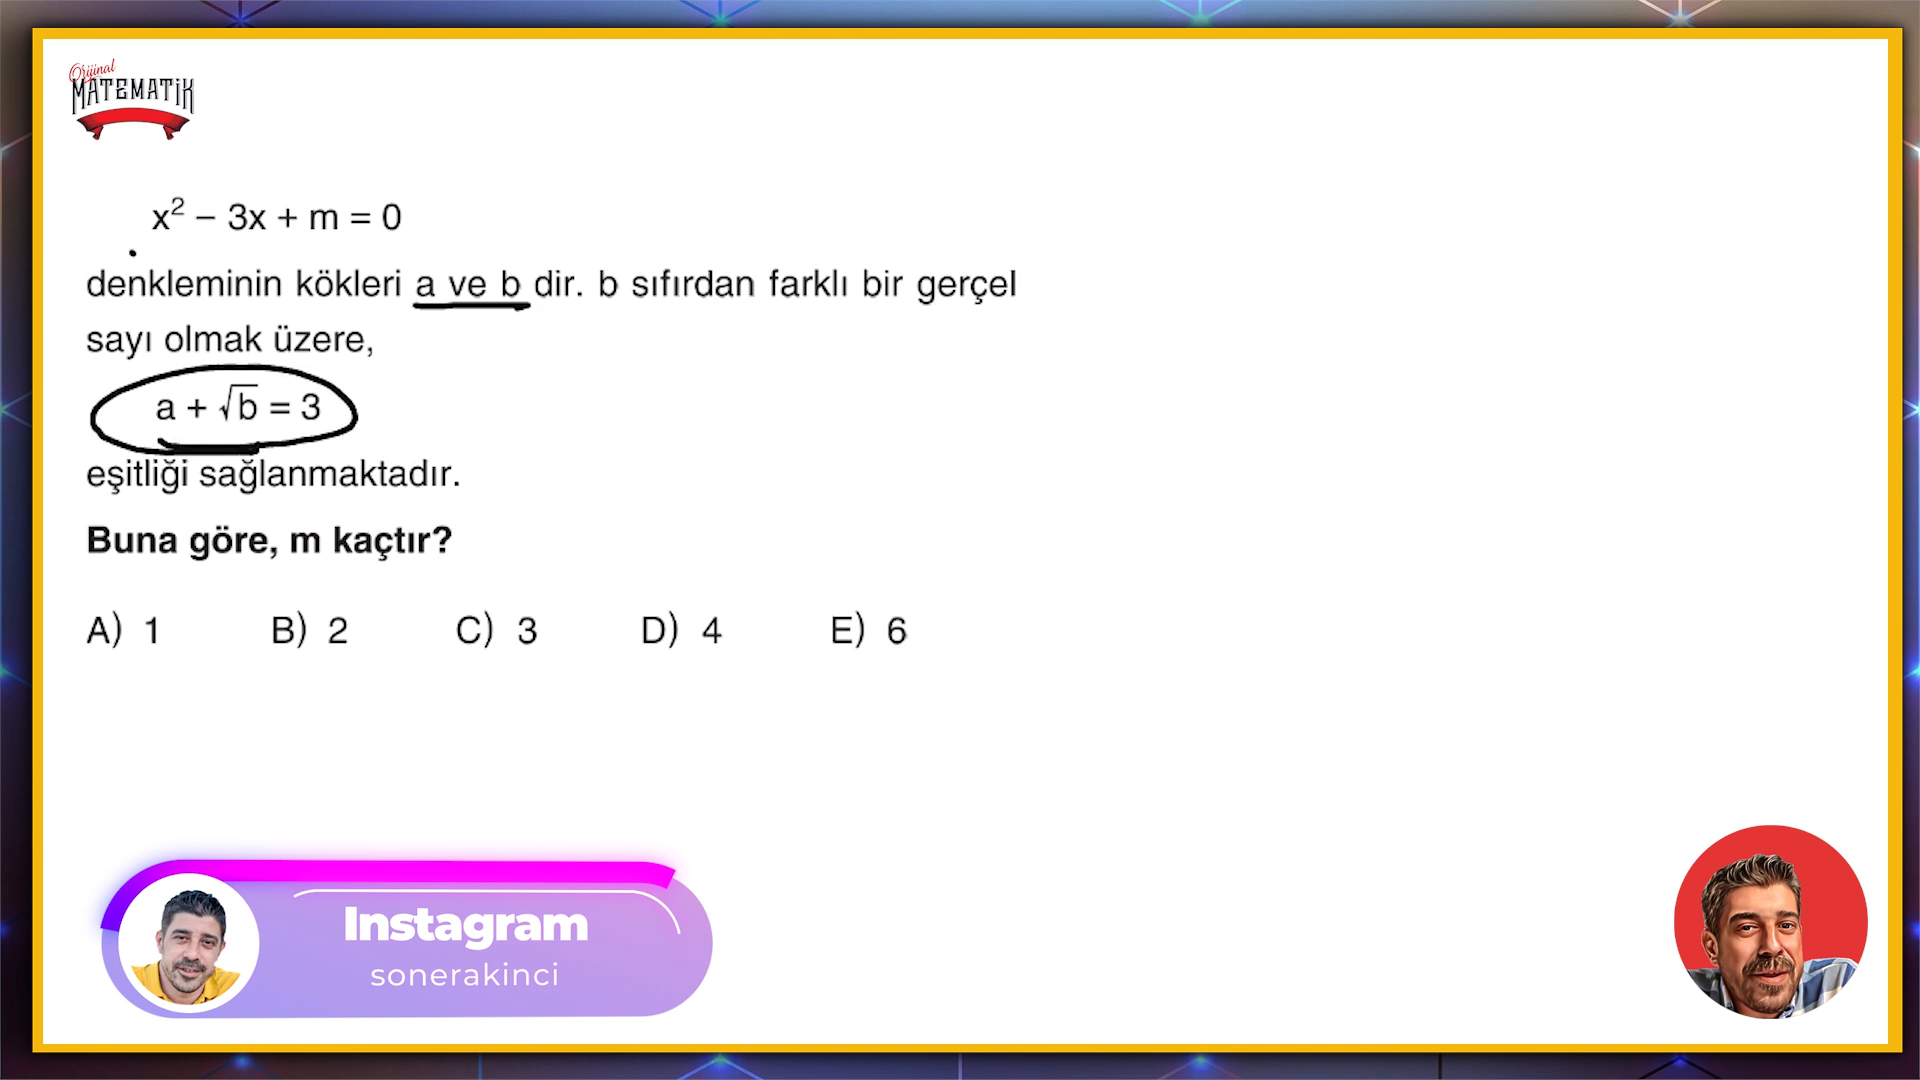 Orijinal
MATEMATİK
x² – 3x + m = 0
denkleminin kökleri a ve b dir. b sıfırdan farklı bir gerçel
sayı olmak üzere,
a + √b = 3
eşitliği sağlanmaktadır.
Buna göre, m kaçtır?
A) 1 B) 2 C) 3 D) 4 E) 6
Instagram
sonerakinci